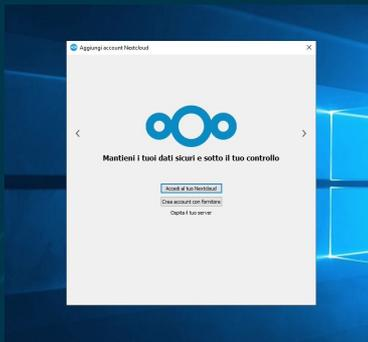 Aggiungi account Nextcloud
Mantieni i tuoi dati sicuri e sotto il tuo controllo
Accedi al tuo Nextcloud
Crea account con fornitore
Ospita il tuo server